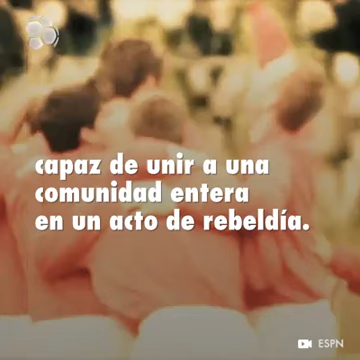 capaz de unir a una
comunidad entera
en un acto de rebeldía.
ESPN